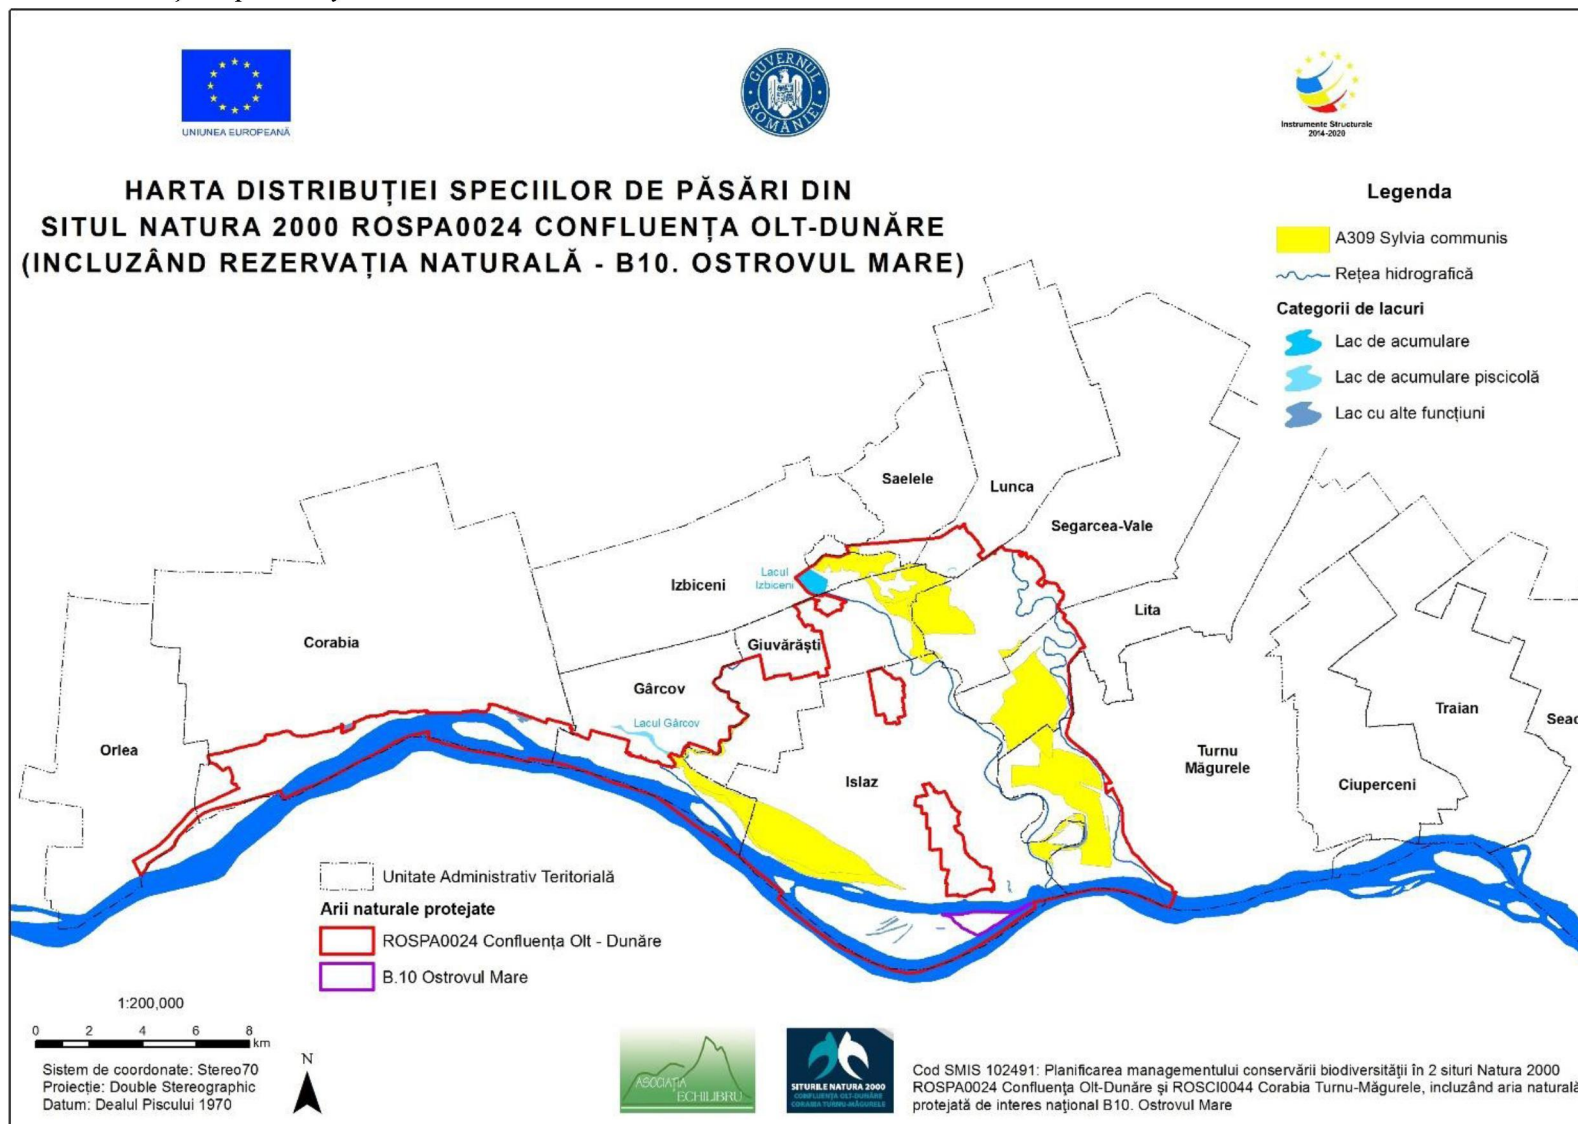 UNIUNEA EUROPEANĂ
GUVERNUL ROMÂNIEI
Instrumente Structurale
2014-2020
HARTA DISTRIBUȚIEI SPECIILOR DE PĂSĂRI DIN
SITUL NATURA 2000 ROSPA0024 CONFLUENȚA OLT-DUNĂRE
(INCLUZÂND REZERVAȚIA NATURALĂ - B10. OSTROVUL MARE)
Legenda
A309 Sylvia communis
Rețea hidrografică
Categorii de lacuri
Lac de acumulare
Lac de acumulare piscicolă
Lac cu alte funcțiuni
Saelele
Lunca
Segarcea-Vale
Lacul
Izbiceni
Izbiceni
Lita
Corabia
Giuvărăști
Gârcov
Lacul Gârcov
Orlea
Islaz
Turnu
Măgurele
Traian
Seac
Ciuperceni
Unitate Administrativ Teritorială
Arii naturale protejate
ROSPA0024 Confluența Olt - Dunăre
B.10 Ostrovul Mare
1:200,000
0 2 4 6 8
km
N
Sistem de coordonate: Stereo70
Proiecție: Double Stereographic
Datum: Dealul Piscului 1970
ASOCIAȚIA
ECHILIBRU
SITURILE NATURA 2000
CONFLUENȚA OLT-DUNĂRE
CORABIA TURNU-MĂGURELE
Cod SMIS 102491: Planificarea managementului conservării biodiversității în 2 situri Natura 2000
ROSPA0024 Confluența Olt-Dunăre și ROSCI0044 Corabia Turnu-Măgurele, incluzând aria naturală
protejată de interes național B10. Ostrovul Mare